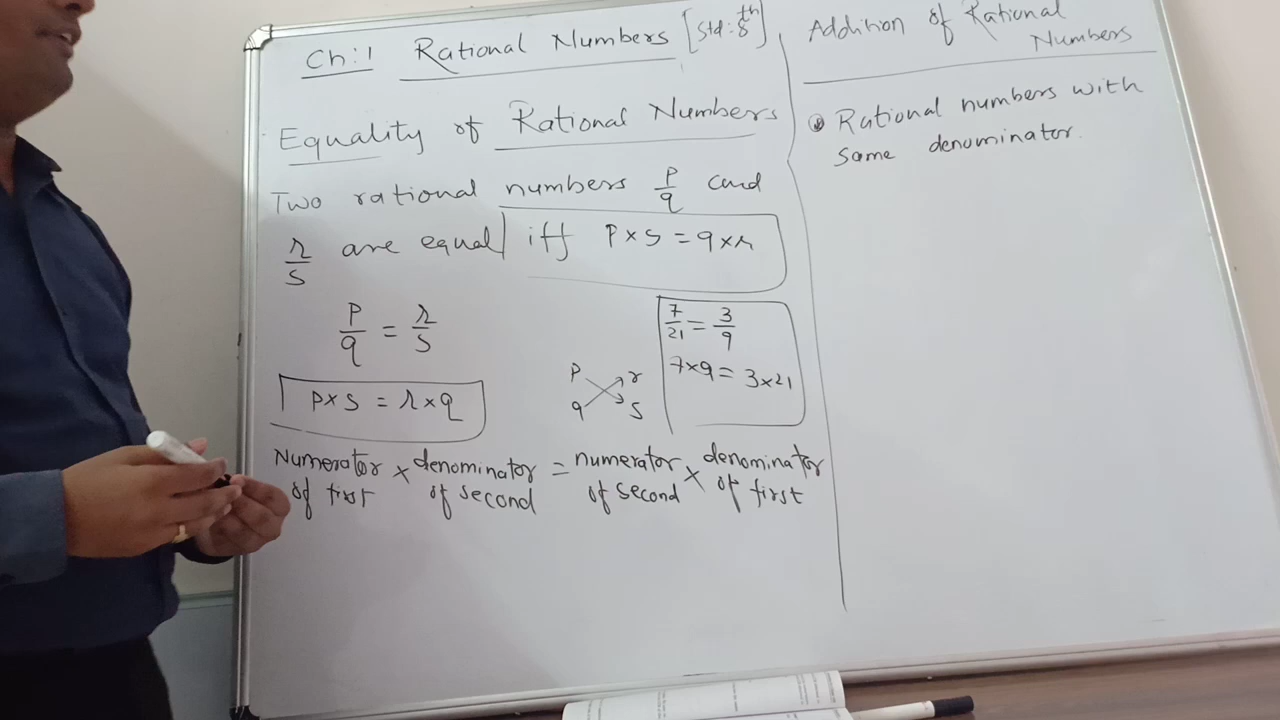 Ch:1 Rational Numbers [Std:8th]
Equality of Rational Numbers
Two rational numbers p/q and
r/s are equal iff p×s = q×r
p/q = r/s
p×s = r×q
p r
q s
7/21 = 3/9
7×9 = 3×21
Numerator × denominator = numerator × denominator
of first of second of second of first
Addition of Rational
Numbers
Rational numbers with
same denominator.